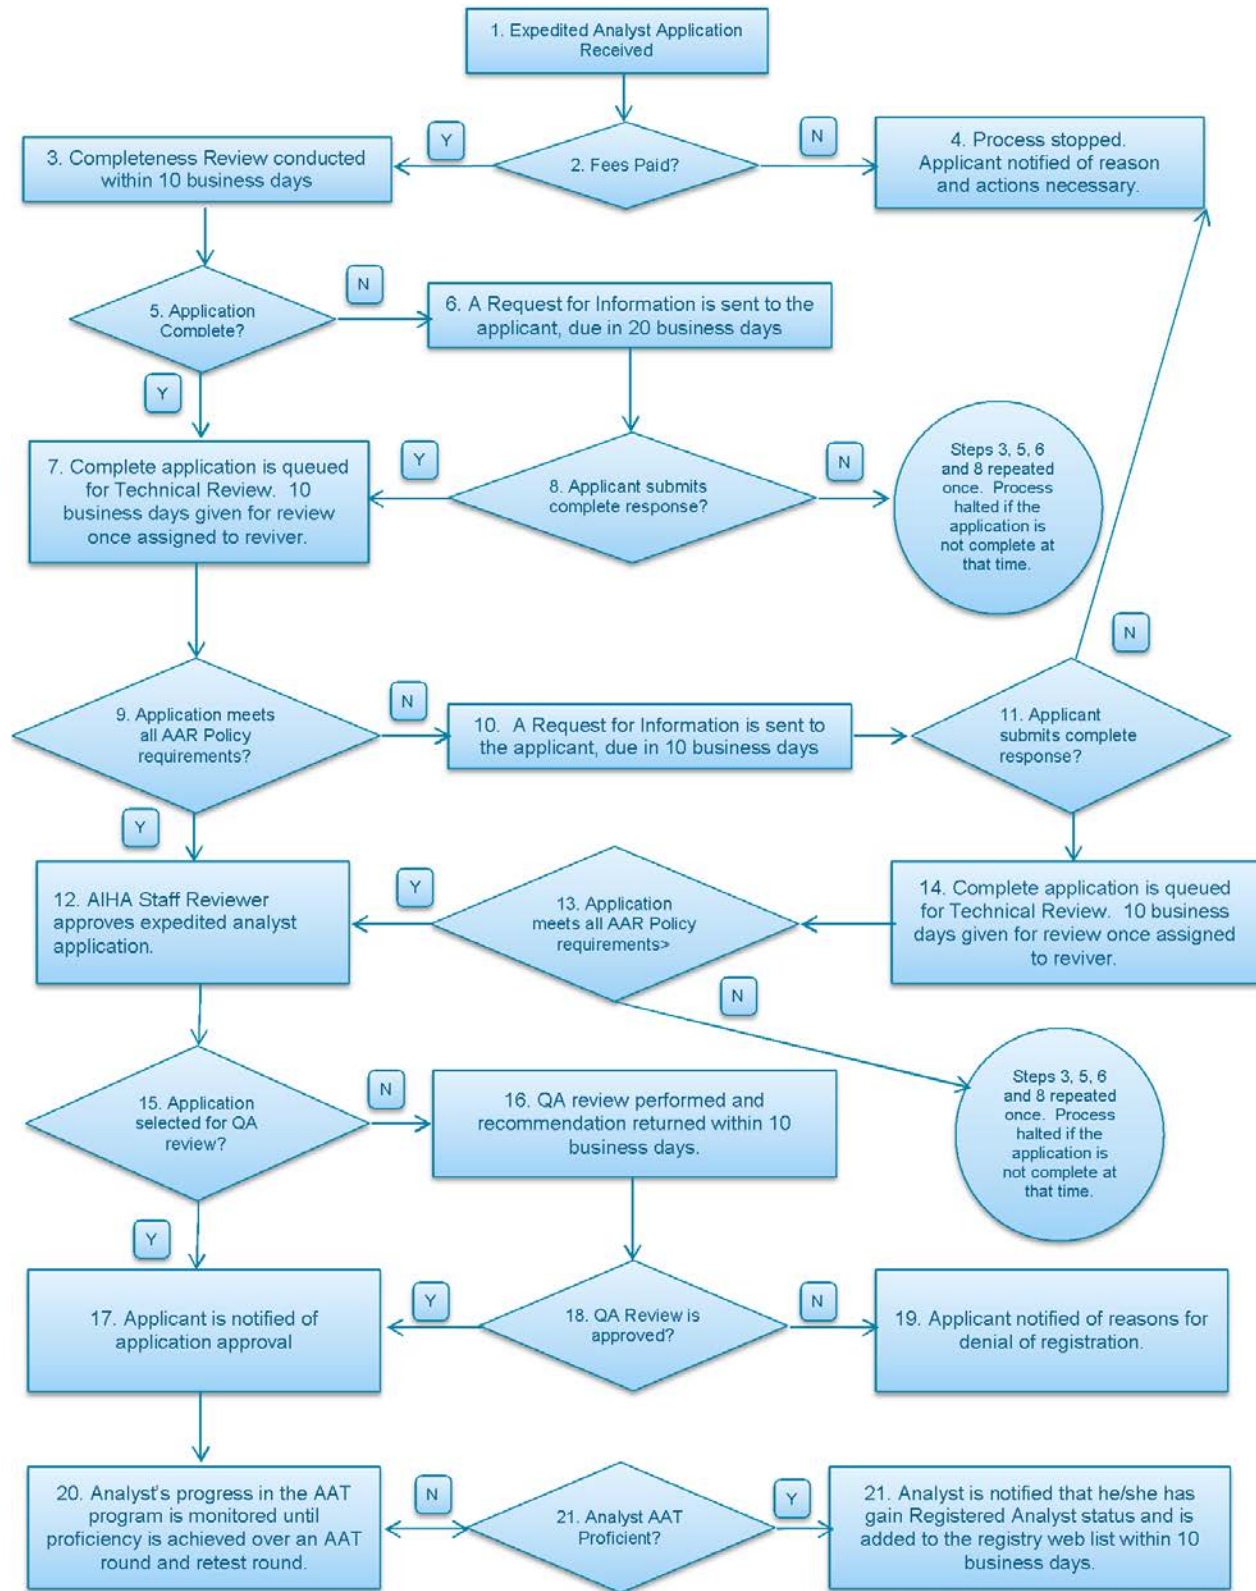 1. Expedited Analyst Application
Received
Y
N
3. Completeness Review conducted
within 10 business days
2. Fees Paid?
4. Process stopped.
Applicant notified of reason
and actions necessary.
N
5. Application
Complete?
6. A Request for Information is sent to the
applicant, due in 20 business days
Y
7. Complete application is queued
for Technical Review. 10
business days given for review
once assigned to reviver.
Y
8. Applicant submits
complete response?
N
Steps 3, 5, 6
and 8 repeated
once. Process
halted if the
application is
not complete at
that time.
N
9. Application meets
all AAR Policy
requirements?
N
10. A Request for Information is sent to
the applicant, due in 10 business days
11. Applicant
submits complete
response?
Y
12. AIHA Staff Reviewer
approves expedited analyst
application.
Y
13. Application
meets all AAR Policy
requirements>
14. Complete application is queued
for Technical Review. 10 business
days given for review once assigned
to reviver.
N
15. Application
selected for QA
review?
N
16. QA review performed and
recommendation returned within 10
business days.
Steps 3, 5, 6
and 8 repeated
once. Process
halted if the
application is
not complete at
that time.
Y
17. Applicant is notified of
application approval
Y
18. QA Review is
approved?
N
19. Applicant notified of reasons for
denial of registration.
20. Analyst's progress in the AAT
program is monitored until
proficiency is achieved over an AAT
round and retest round.
N
21. Analyst AAT
Proficient?
Y
21. Analyst is notified that he/she has
gain Registered Analyst status and is
added to the registry web list within 10
business days.